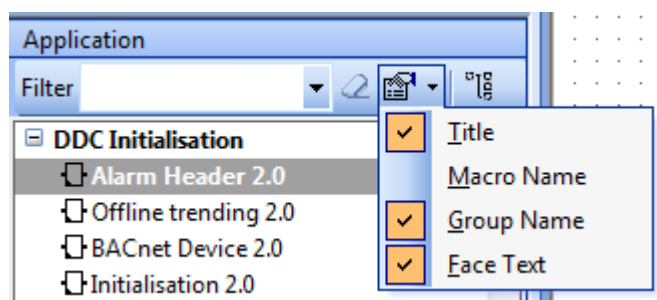 Application
Filter
DDC Initialisation
Alarm Header 2.0
Offline trending 2.0
BACnet Device 2.0
Initialisation 2.0
Title
Macro Name
Group Name
Face Text